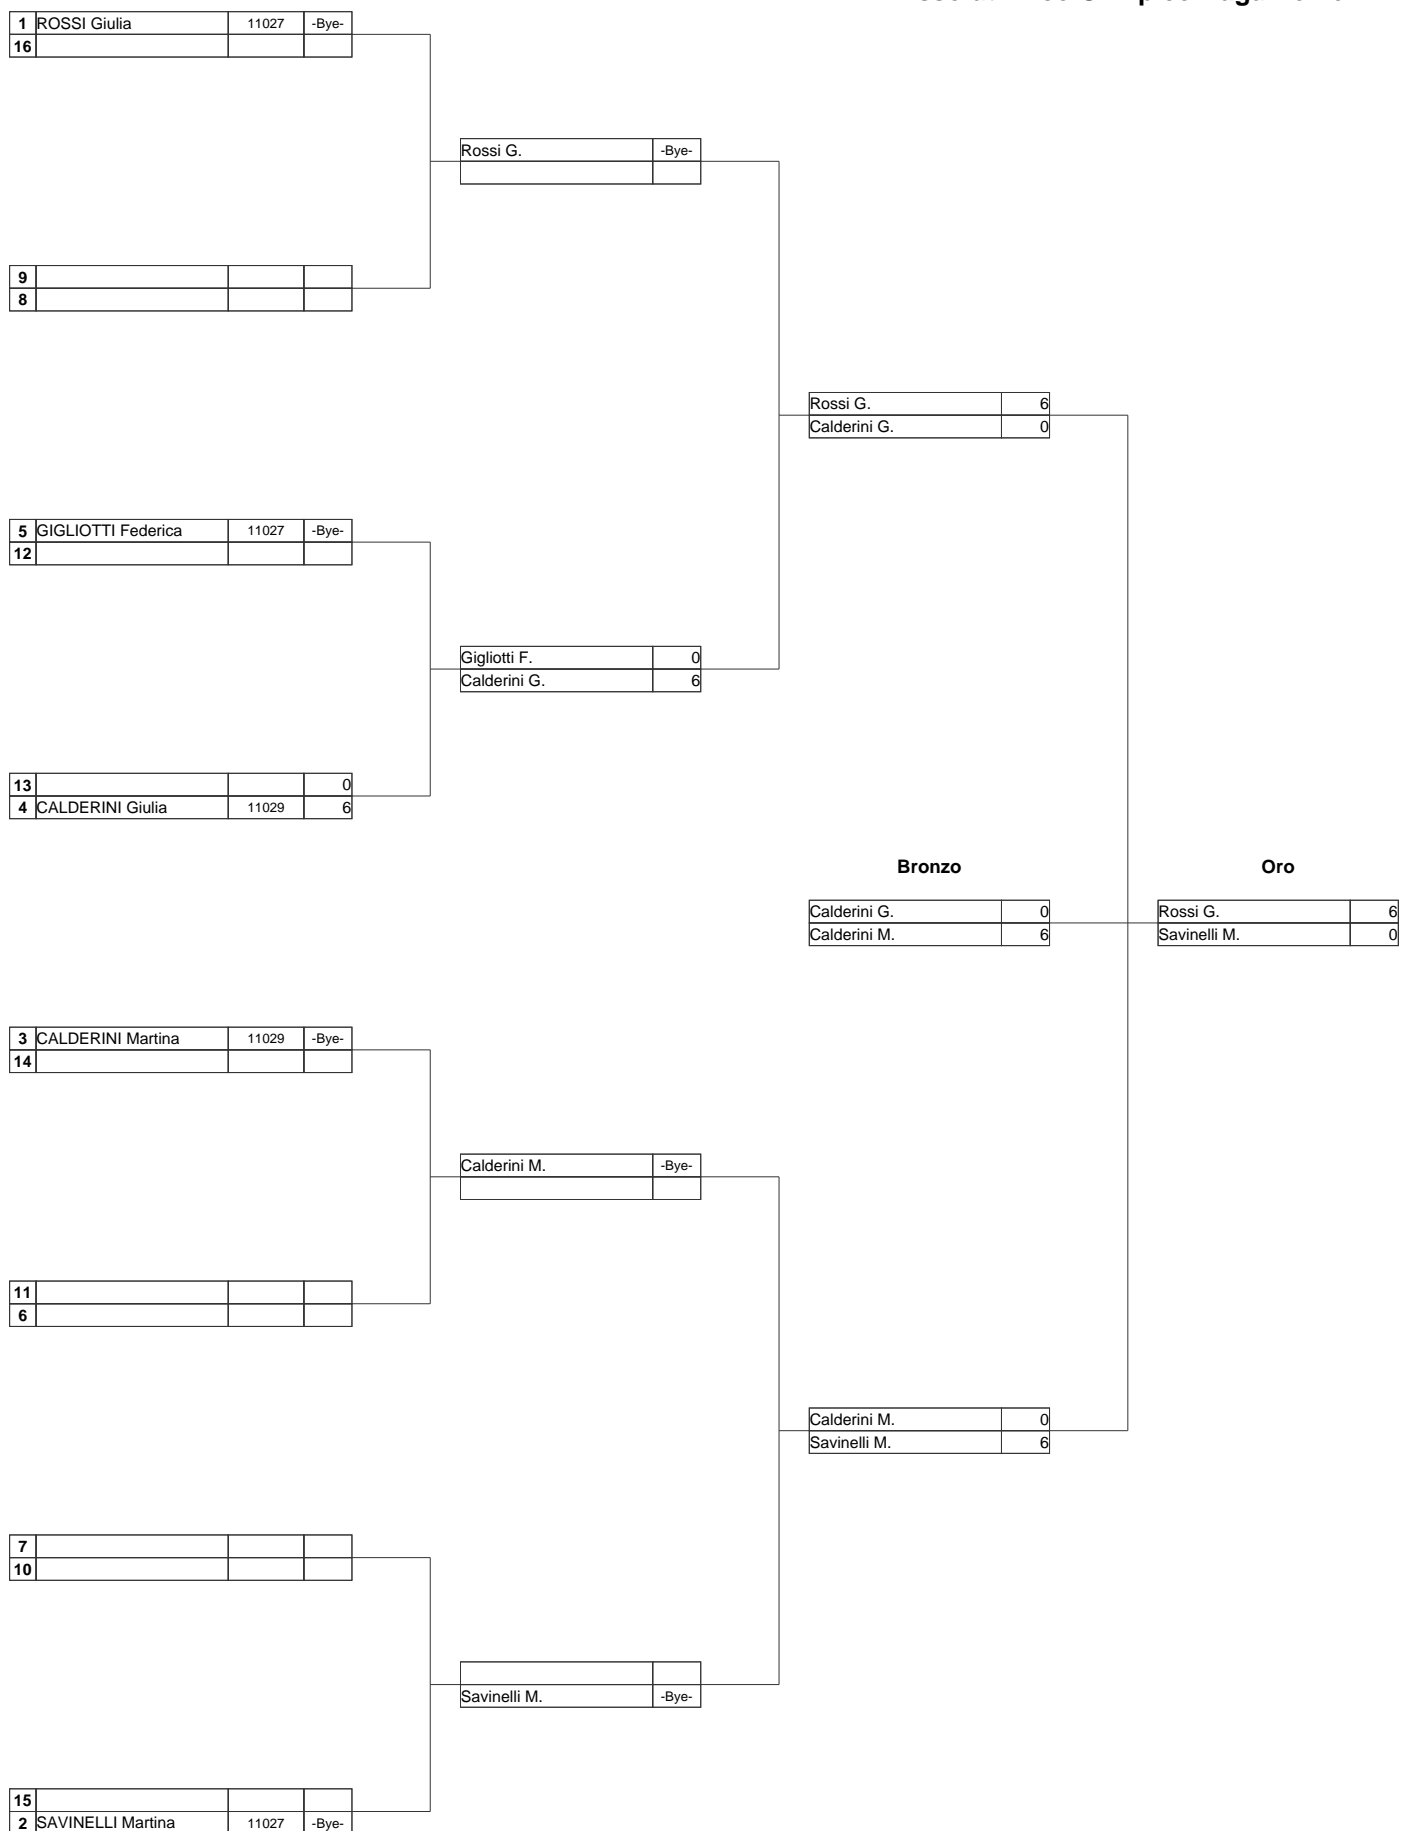 1 ROSSI Giulia 11027 -Bye-
16
Rossi G. -Bye-
9
8
Rossi G. 6
Calderini G. 0
5 GIGLIOTTI Federica 11027 -Bye-
12
Gigliotti F. 0
Calderini G. 6
13 0
4 CALDERINI Giulia 11029 6
Bronzo Oro
Calderini G. 0 Rossi G. 6
Calderini M. 6 Savinelli M. 0
3 CALDERINI Martina 11029 -Bye-
14
Calderini M. -Bye-
11
6
Calderini M. 0
Savinelli M. 6
7
10
Savinelli M. -Bye-
15
2 SAVINELLI Martina 11027 -Bye-